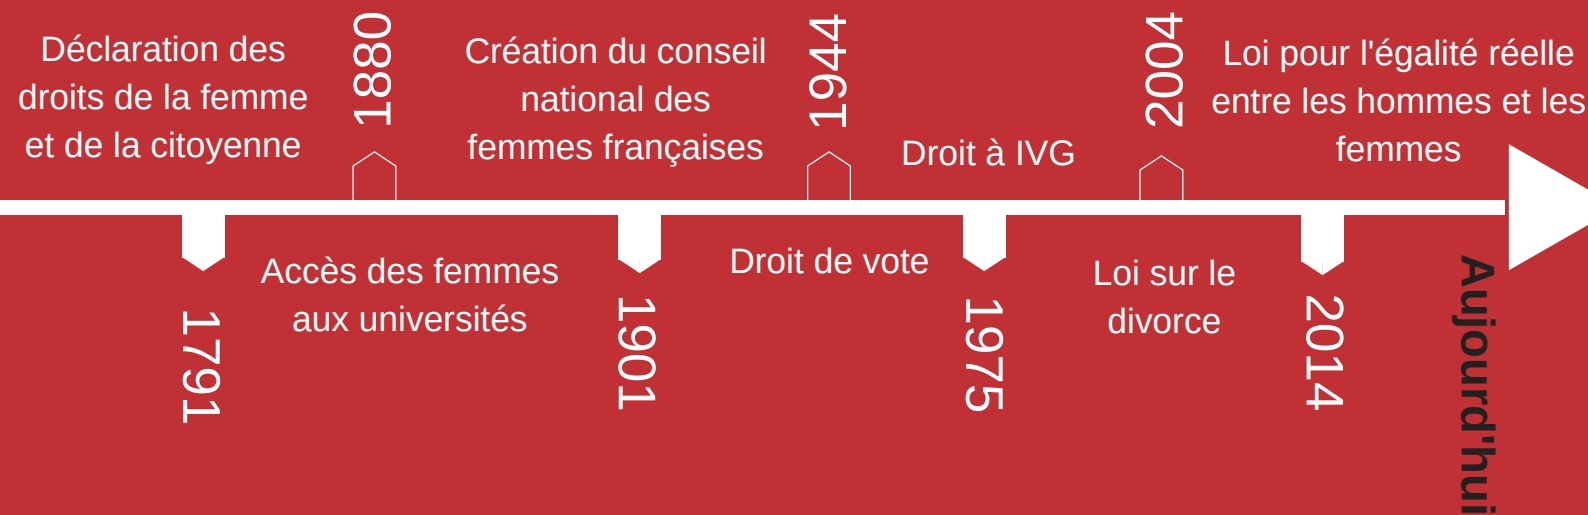 Déclaration des
droits de la femme
et de la citoyenne
1791
1880
Accès des femmes
aux universités
Création du conseil
national des
femmes françaises
1901
1944
Droit de vote
Droit à IVG
1975
2004
Loi sur le
divorce
Loi pour l'égalité réelle
entre les hommes et les
femmes
2014
Aujourd'hui